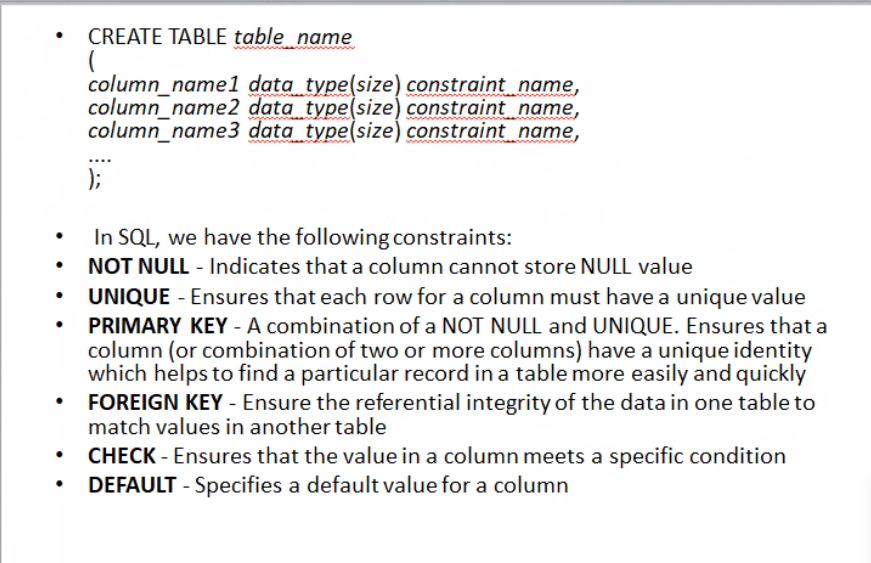 • CREATE TABLE table_name
(
column_name1 data_type(size) constraint_name,
column_name2 data_type(size) constraint_name,
column_name3 data_type(size) constraint_name,
....
);
• In SQL, we have the following constraints:
• NOT NULL - Indicates that a column cannot store NULL value
• UNIQUE - Ensures that each row for a column must have a unique value
• PRIMARY KEY - A combination of a NOT NULL and UNIQUE. Ensures that a
column (or combination of two or more columns) have a unique identity
which helps to find a particular record in a table more easily and quickly
• FOREIGN KEY - Ensure the referential integrity of the data in one table to
match values in another table
• CHECK - Ensures that the value in a column meets a specific condition
• DEFAULT - Specifies a default value for a column